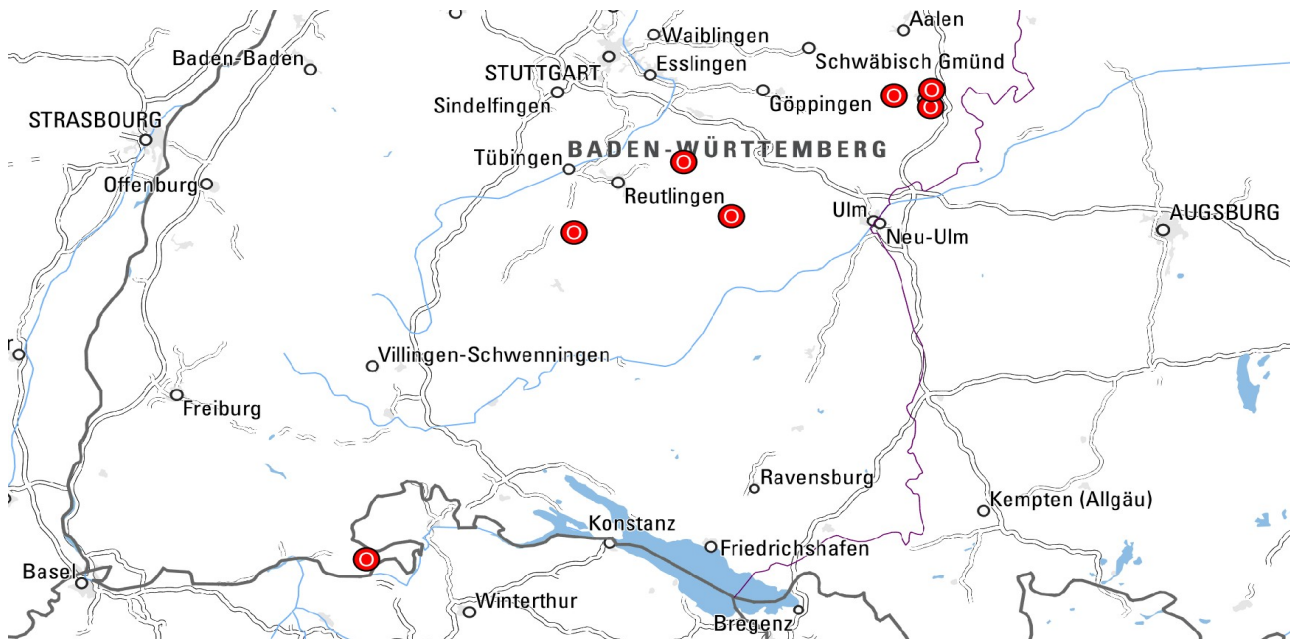 Aalen
Waiblingen
Baden-Baden
STUTTGART
Esslingen
Schwäbisch Gmünd
Sindelfingen
Göppingen
O
O
O
STRASBOURG
BADEN-WÜRTTEMBERG
Tübingen
O
Offenburg
Reutlingen
O
Ulm
AUGSBURG
O
Neu-Ulm
r
Villingen-Schwenningen
Freiburg
Ravensburg
Kempten (Allgäu)
Konstanz
Friedrichshafen
O
Basel
Winterthur
Bregenz